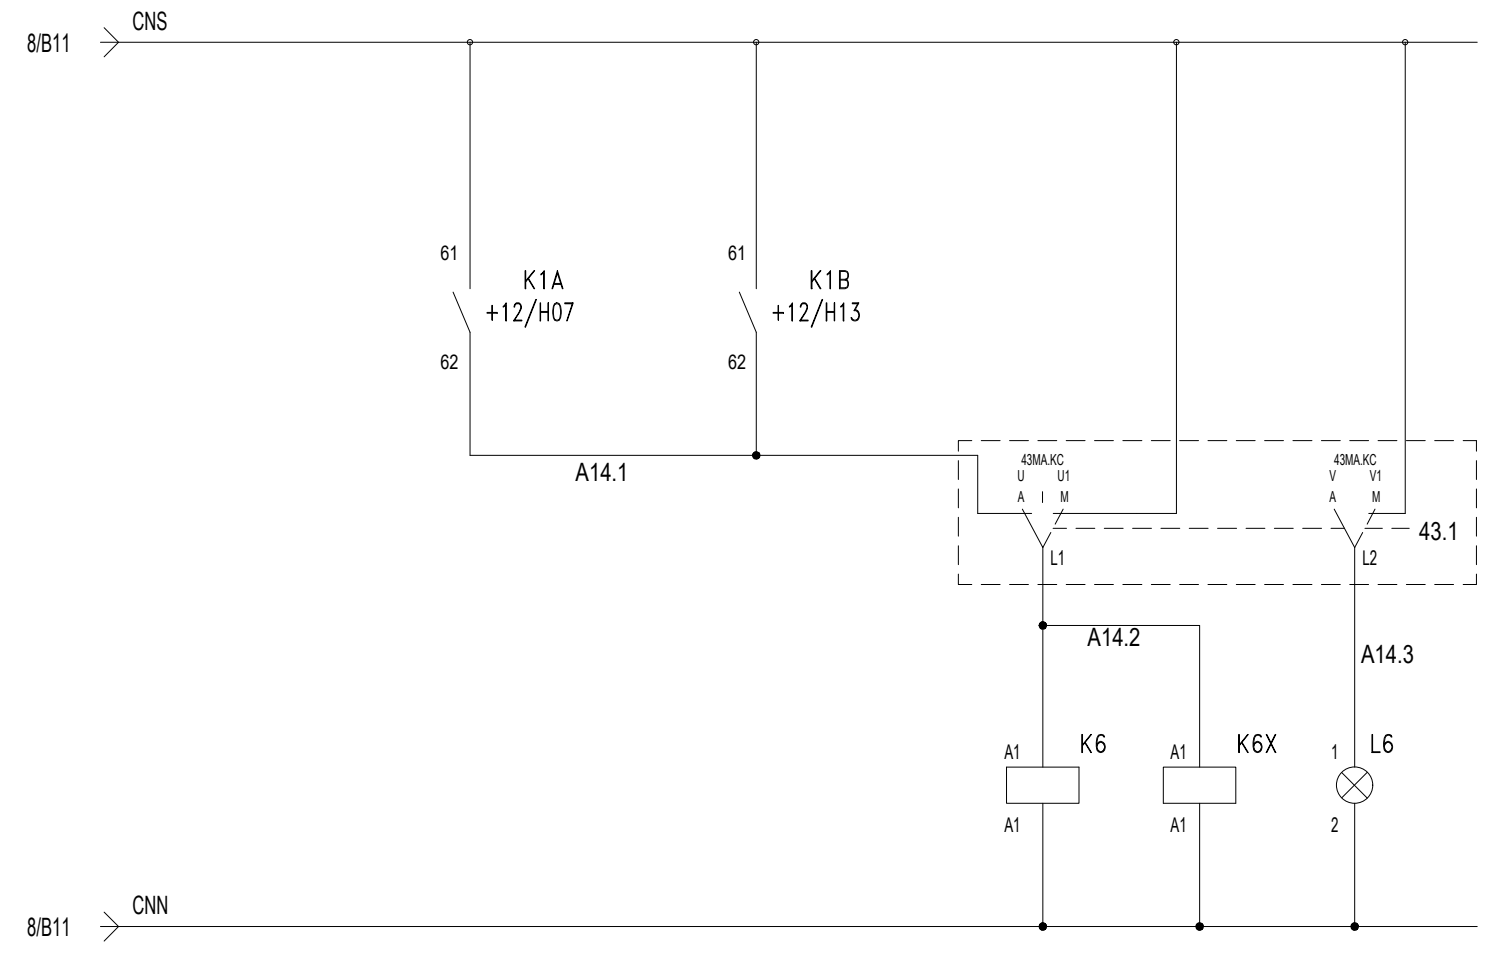 CNS
8/B11
61
K1A
+12/H07
62
61
K1B
+12/H13
62
A14.1
43MA.KC
U U1
A I M
43MA.KC
V V1
A M
43.1
L1
L2
A14.2
A14.3
A1
K6
A1
A1
K6X
A1
1
L6
2
CNN
8/B11